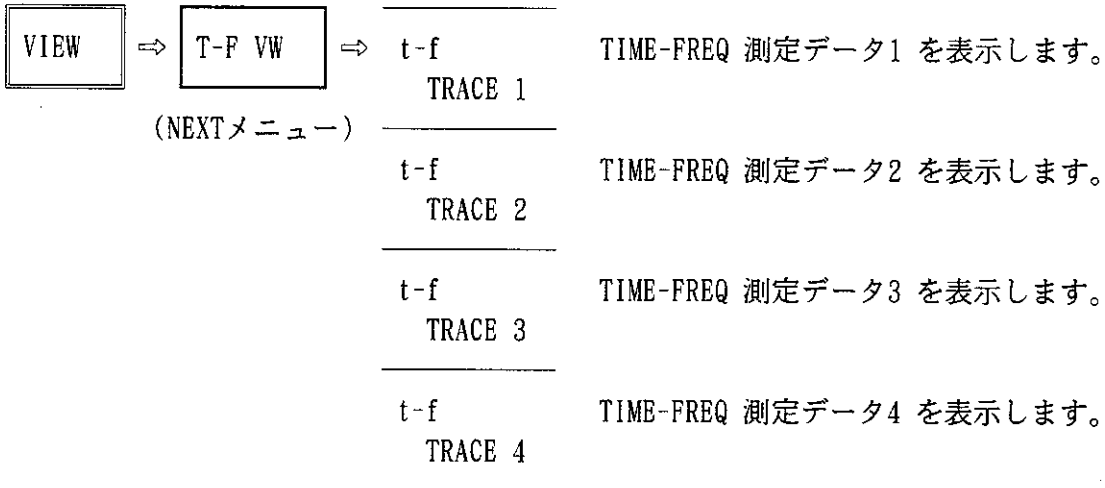 VIEW ⇨ T-F VW ⇨ t-f TIME-FREQ 測定データ1 を表示します。
TRACE 1
(NEXTメニュー)
t-f TIME-FREQ 測定データ2 を表示します。
TRACE 2
t-f TIME-FREQ 測定データ3 を表示します。
TRACE 3
t-f TIME-FREQ 測定データ4 を表示します。
TRACE 4